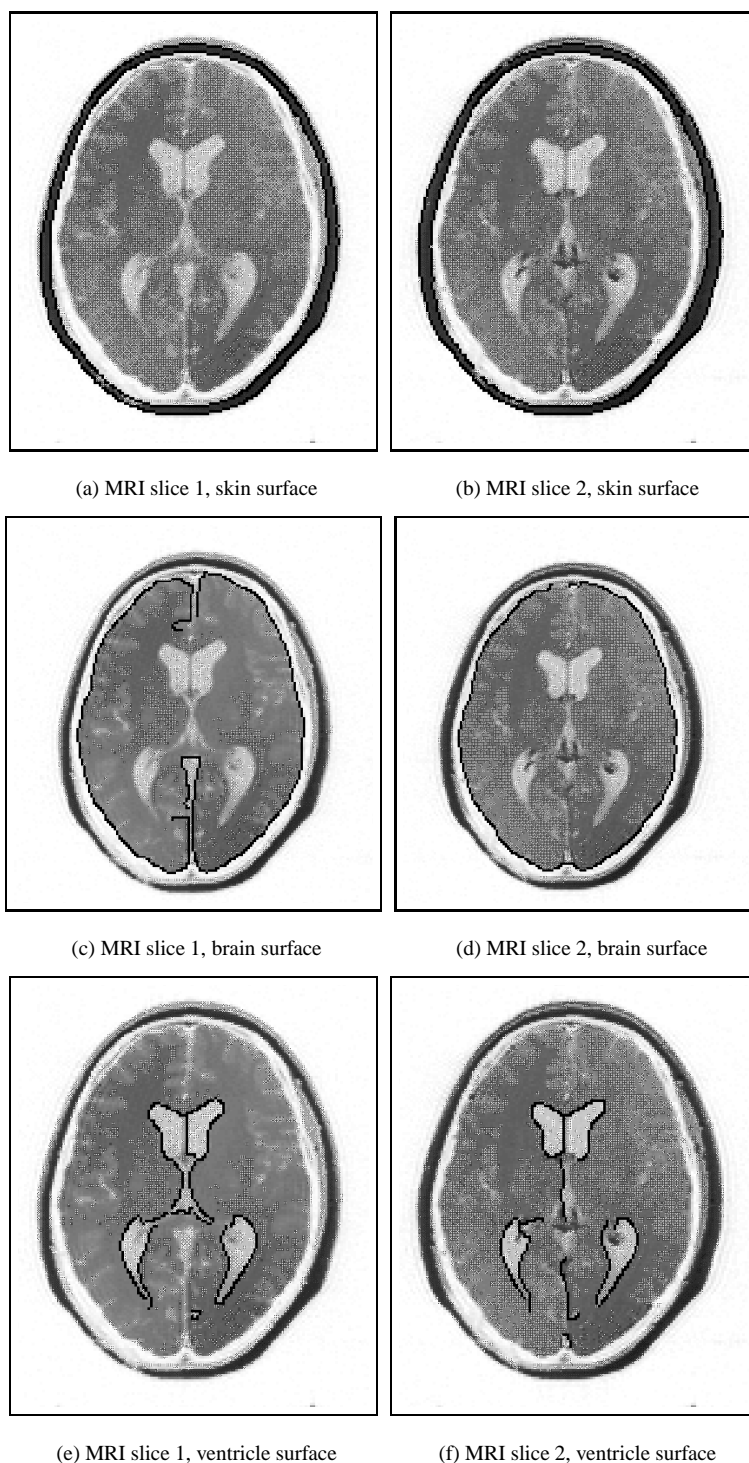 (a) MRI slice 1, skin surface
(b) MRI slice 2, skin surface
(c) MRI slice 1, brain surface
(d) MRI slice 2, brain surface
(e) MRI slice 1, ventricle surface
(f) MRI slice 2, ventricle surface